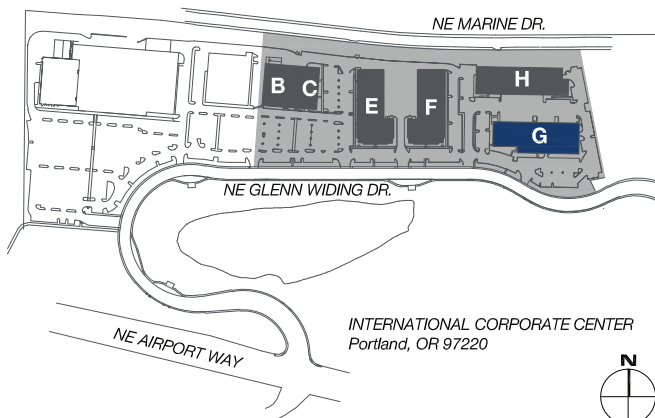 NE MARINE DR.
B C
E
F
H
G
NE GLENN WIDING DR.
INTERNATIONAL CORPORATE CENTER
Portland, OR 97220
NE AIRPORT WAY
N